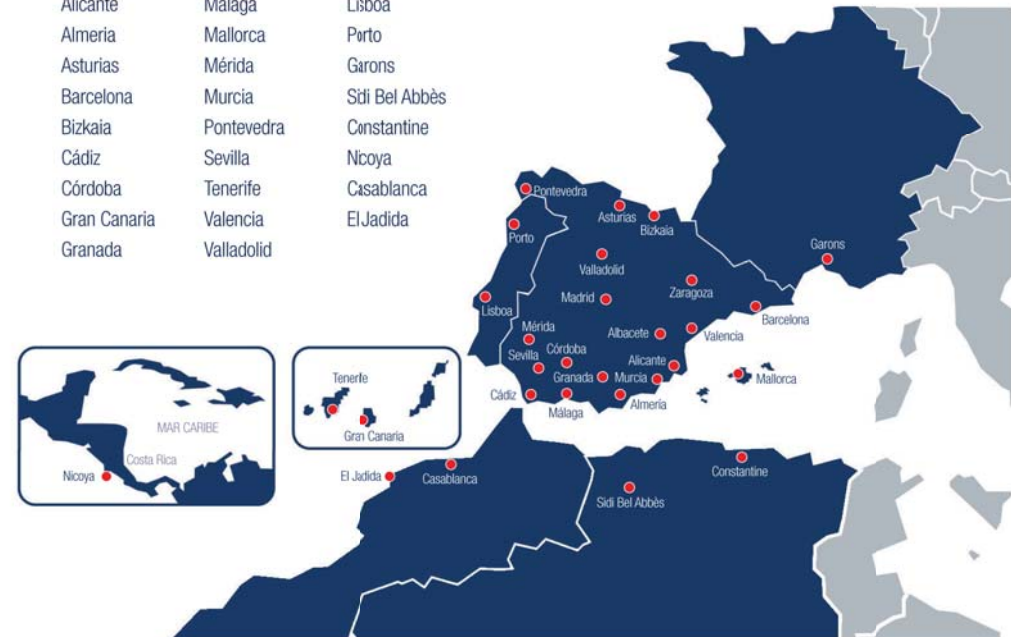 Alicante
Almeria
Asturias
Barcelona
Bizkaia
Cádiz
Córdoba
Gran Canaria
Granada
Málaga
Mallorca
Mérida
Murcia
Pontevedra
Sevilla
Tenerife
Valencia
Valladolid
Lisboa
Porto
Garons
Sidi Bel Abbès
Constantine
Nicoya
Casablanca
El Jadida
Pontevedra
Asturias
Bizkaia
Porto
Garons
Valladolid
Zaragoza
Madrid
Lisboa
Barcelona
Mérida
Albacete
Valencia
Sevilla
Córdoba
Alicante
Granada
Murcia
Mallorca
Cádiz
Málaga
Almería
Tenerife
Gran Canaria
MAR CARIBE
Costa Rica
Nicoya
El Jadida
Casablanca
Constantine
Sidi Bel Abbès